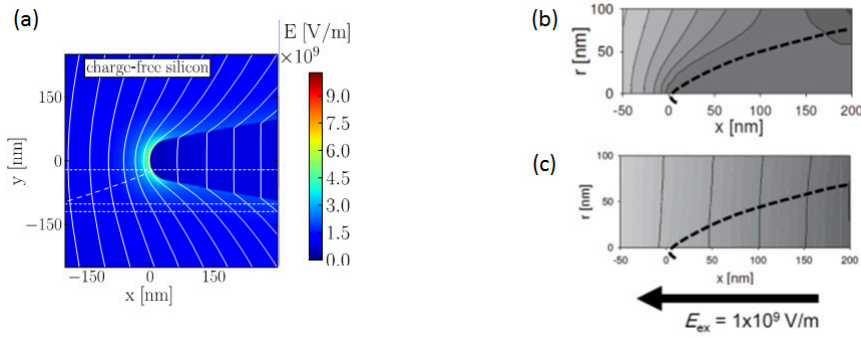 (a)
E [V/m]
×10⁹
charge-free silicon
150
0
−150
y [nm]
−150
0
150
x [nm]
9.0
7.5
6.0
4.5
3.0
1.5
0.0
(b)
100
50
0
r [nm]
-50
0
50
100
150
200
x [nm]
(c)
100
50
0
r [nm]
-50
0
50
100
150
200
x [nm]
E_ex = 1x10⁹ V/m